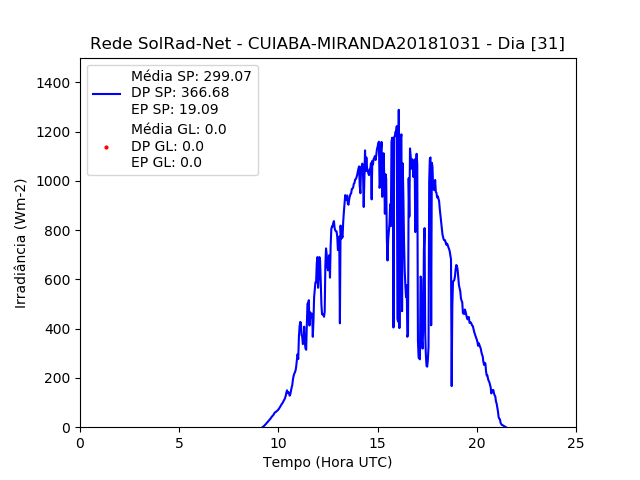 Rede SolRad-Net - CUIABA-MIRANDA20181031 - Dia [31]
Média SP: 299.07
DP SP: 366.68
EP SP: 19.09
Média GL: 0.0
DP GL: 0.0
EP GL: 0.0
1400
1200
1000
800
600
400
200
0
Irradiância (Wm-2)
0 5 10 15 20 25
Tempo (Hora UTC)